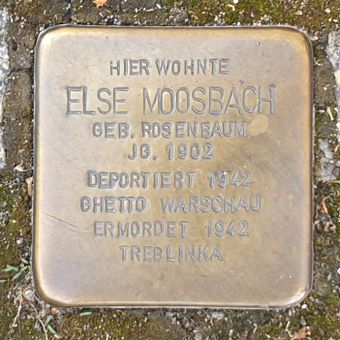 HIER WOHNTE
ELSE MOOSBACH
GEB. ROSENBAUM
JG. 1902
DEPORTIERT 1942
GHETTO WARSCHAU
ERMORDET 1942
TREBLINKA